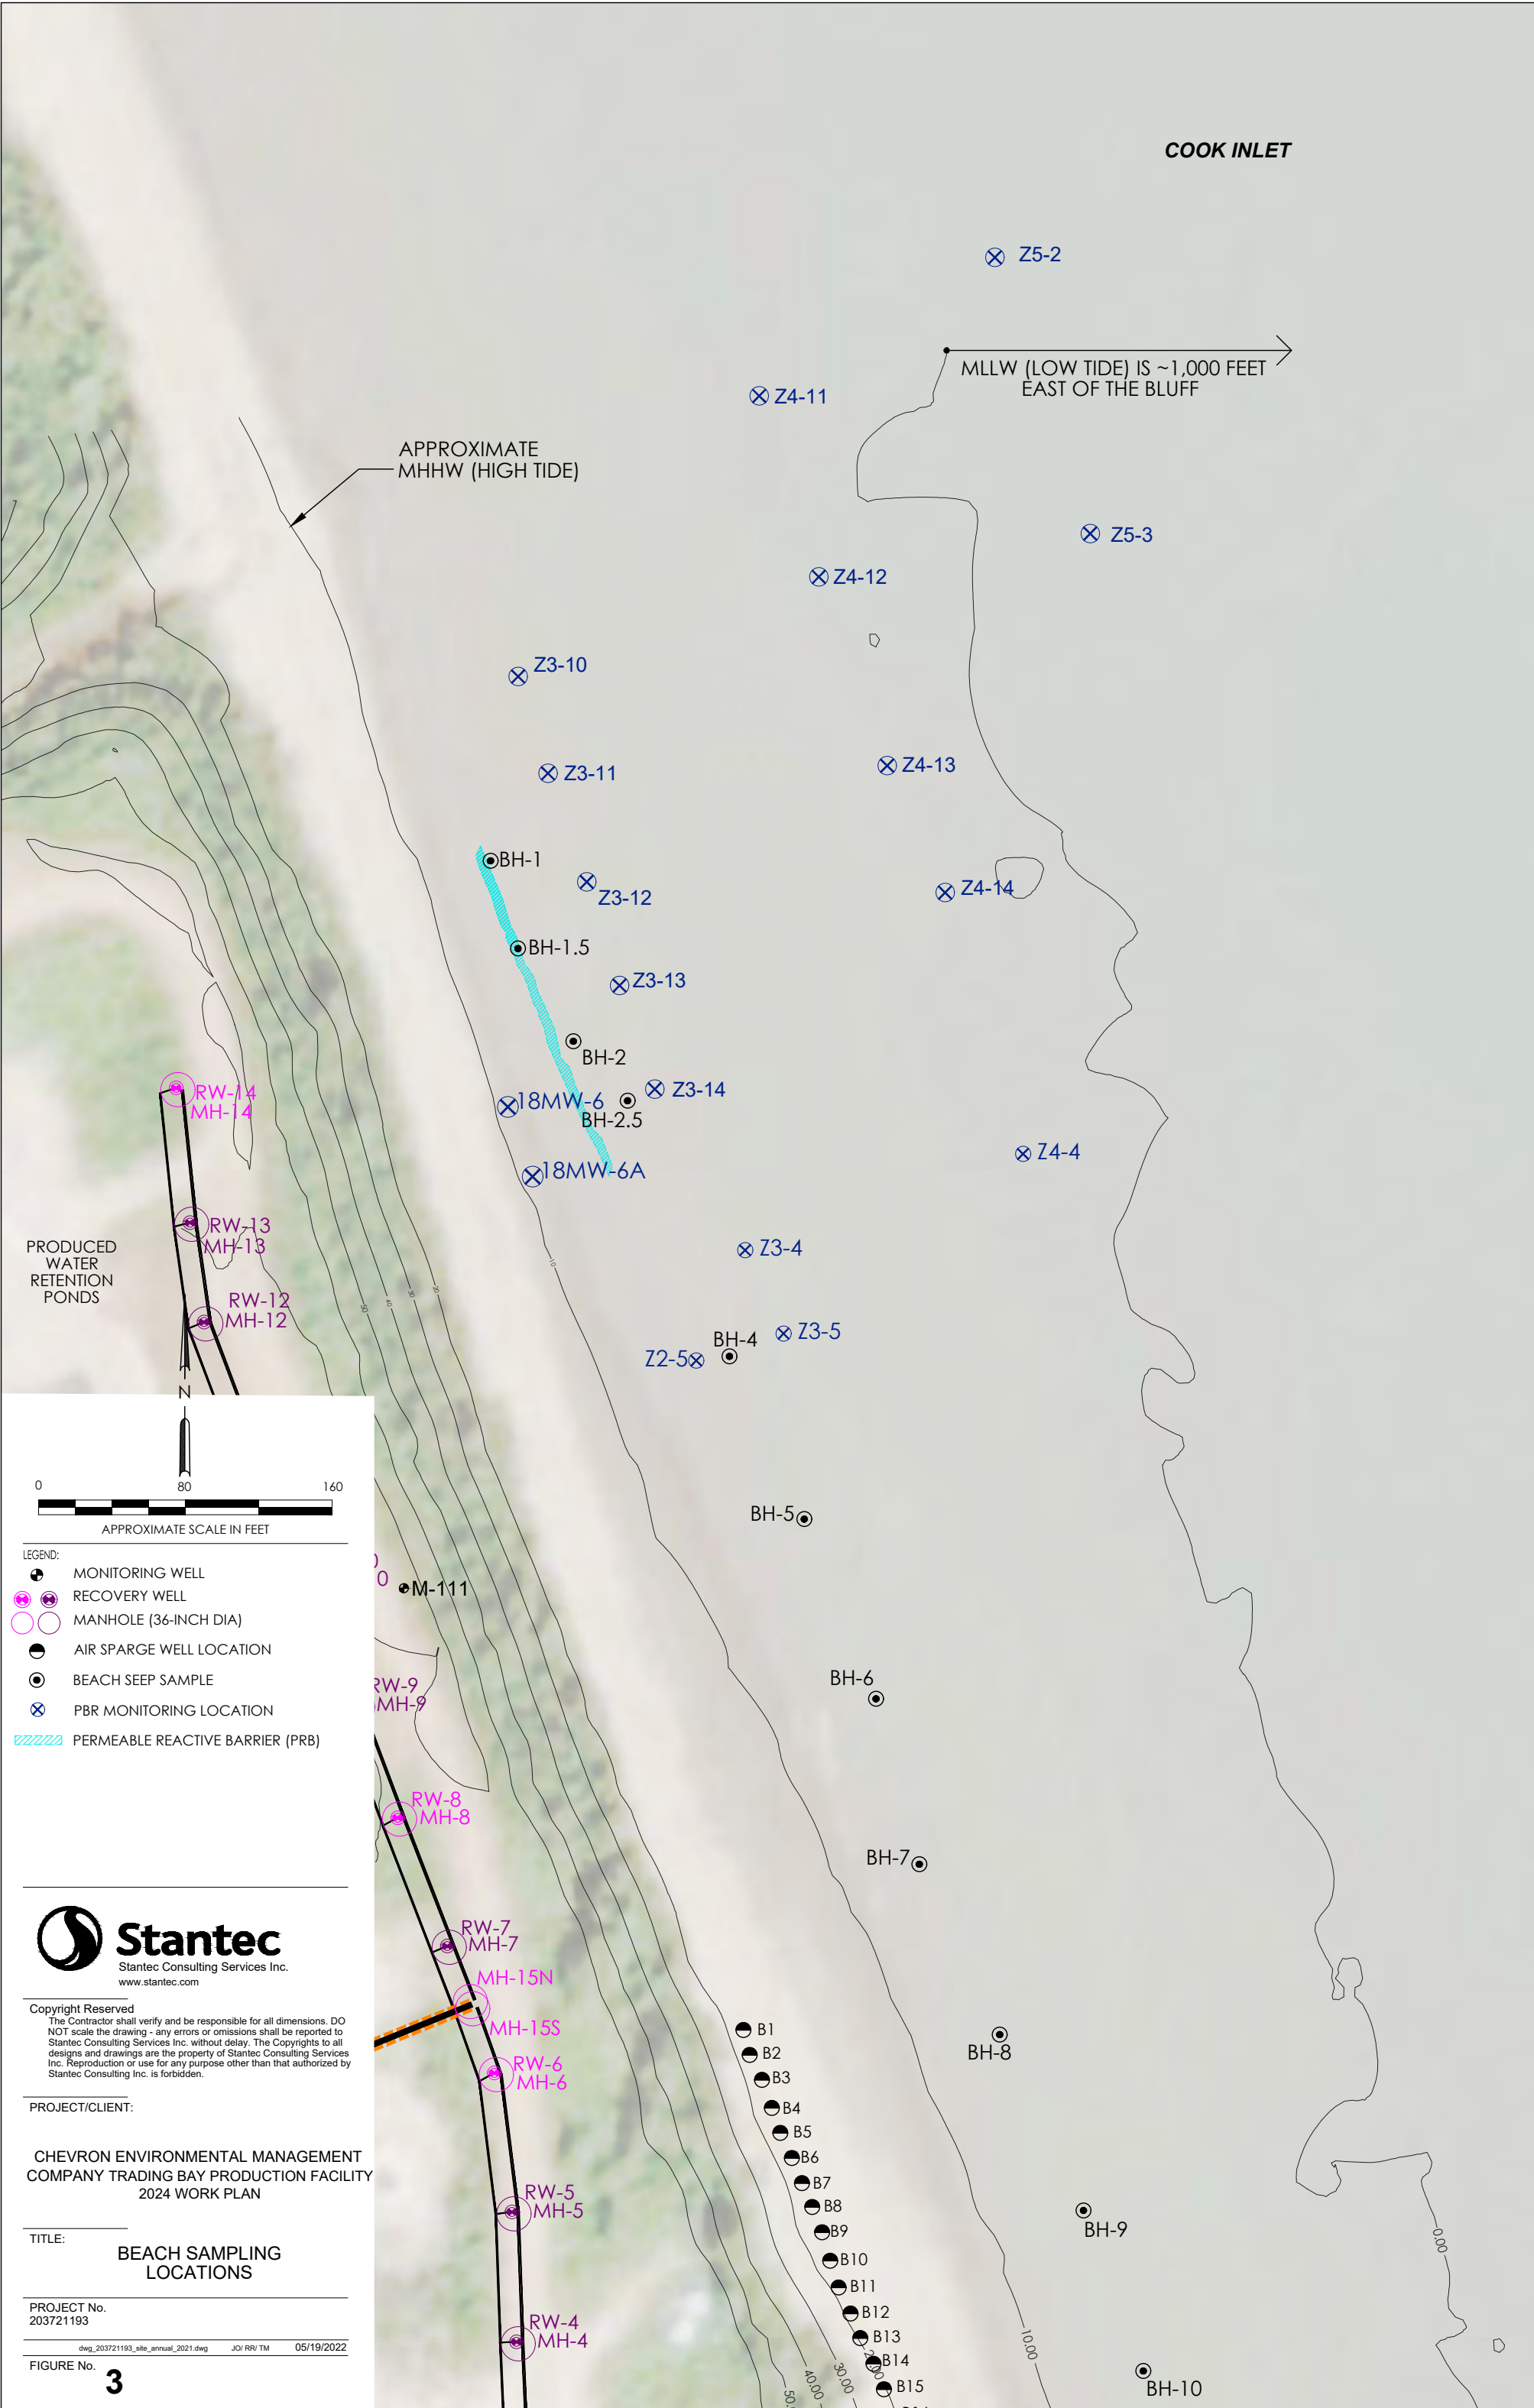 COOK INLET
Z5-2
MLLW (LOW TIDE) IS ~1,000 FEET
EAST OF THE BLUFF
Z4-11
APPROXIMATE
MHHW (HIGH TIDE)
Z5-3
Z4-12
Z3-10
Z3-11
Z4-13
BH-1
Z3-12
Z4-14
BH-1.5
Z3-13
BH-2
Z3-14
18MW-6
BH-2.5
RW-14
MH-14
Z4-4
18MW-6A
RW-13
MH-13
Z3-4
PRODUCED
WATER
RETENTION
PONDS
10
20
30
40
50
RW-12
MH-12
Z3-5
BH-4
Z2-5
N
0 80 160
APPROXIMATE SCALE IN FEET
BH-5
LEGEND:
MONITORING WELL
RECOVERY WELL
MANHOLE (36-INCH DIA)
AIR SPARGE WELL LOCATION
BEACH SEEP SAMPLE
PBR MONITORING LOCATION
PERMEABLE REACTIVE BARRIER (PRB)
0
M-111
BH-6
RW-9
MH-9
RW-8
MH-8
BH-7
RW-7
MH-7
MH-15N
MH-15S
RW-6
MH-6
BH-8
B1
B2
B3
B4
B5
B6
B7
B8
B9
B10
B11
B12
B13
B14
B15
RW-5
MH-5
BH-9
0.00
RW-4
MH-4
10.00
30.00
40.00
BH-10
Stantec
Stantec Consulting Services Inc.
www.stantec.com
Copyright Reserved
The Contractor shall verify and be responsible for all dimensions. DO
NOT scale the drawing - any errors or omissions shall be reported to
Stantec Consulting Services Inc. without delay. The Copyrights to all
designs and drawings are the property of Stantec Consulting Services
Inc. Reproduction or use for any purpose other than that authorized by
Stantec Consulting Inc. is forbidden.
PROJECT/CLIENT:
CHEVRON ENVIRONMENTAL MANAGEMENT
COMPANY TRADING BAY PRODUCTION FACILITY
2024 WORK PLAN
TITLE:
BEACH SAMPLING
LOCATIONS
PROJECT No.
203721193
dwg_203721193_site_annual_2021.dwg JO/ RR/ TM 05/19/2022
FIGURE No.
3